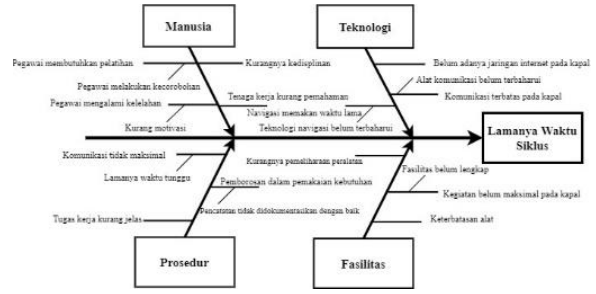 Manusia
Teknologi
Pegawai membutuhkan pelatihan
Kurangnya kedisplinan
Pegawai melakukan kecorobohan
Pegawai mengalami kelelahan
Tenaga kerja kurang pemahaman
Kurang motivasi
Belum adanya jaringan internet pada kapal
Alat komunikasi belum terbaharui
Komunikasi terbatas pada kapal
Navigasi memakan waktu lama
Teknologi navigasi belum terbaharui
Lamanya Waktu
Siklus
Komunikasi tidak maksimal
Lamanya waktu tunggu
Pemborosan dalam pemakaian kebutuhan
Pencatatan tidak didokumentasikan dengan baik
Tugas kerja kurang jelas
Kurangnya pemeliharaan peralatan
Fasilitas belum lengkap
Kegiatan belum maksimal pada kapal
Keterbatasan alat
Prosedur
Fasilitas